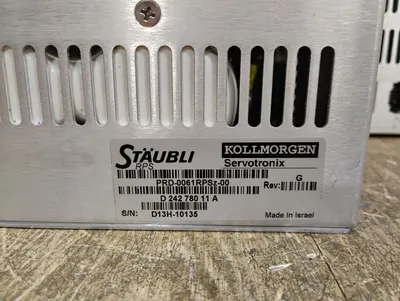 STÄUBLI
RPS
KOLLMORGEN
Servotronix
PRD-0061RPSz-00
Rev: G
D 242 780 11 A
S/N: D13H-10135
Made in Israel